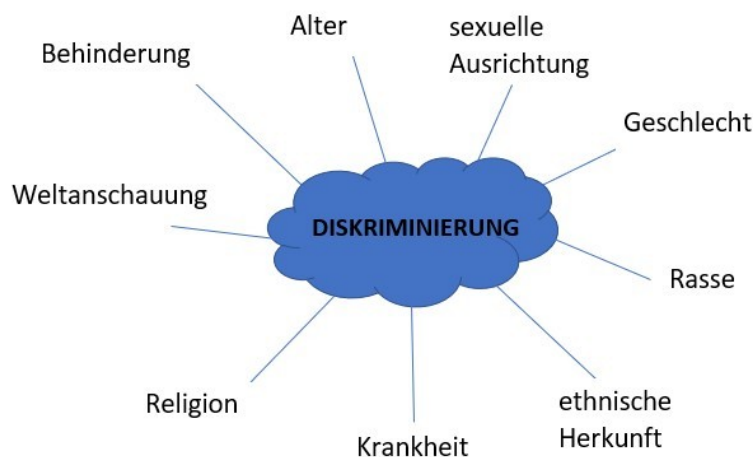 Alter
sexuelle
Ausrichtung
Behinderung
Geschlecht
Weltanschauung
DISKRIMINIERUNG
Rasse
Religion
ethnische
Herkunft
Krankheit